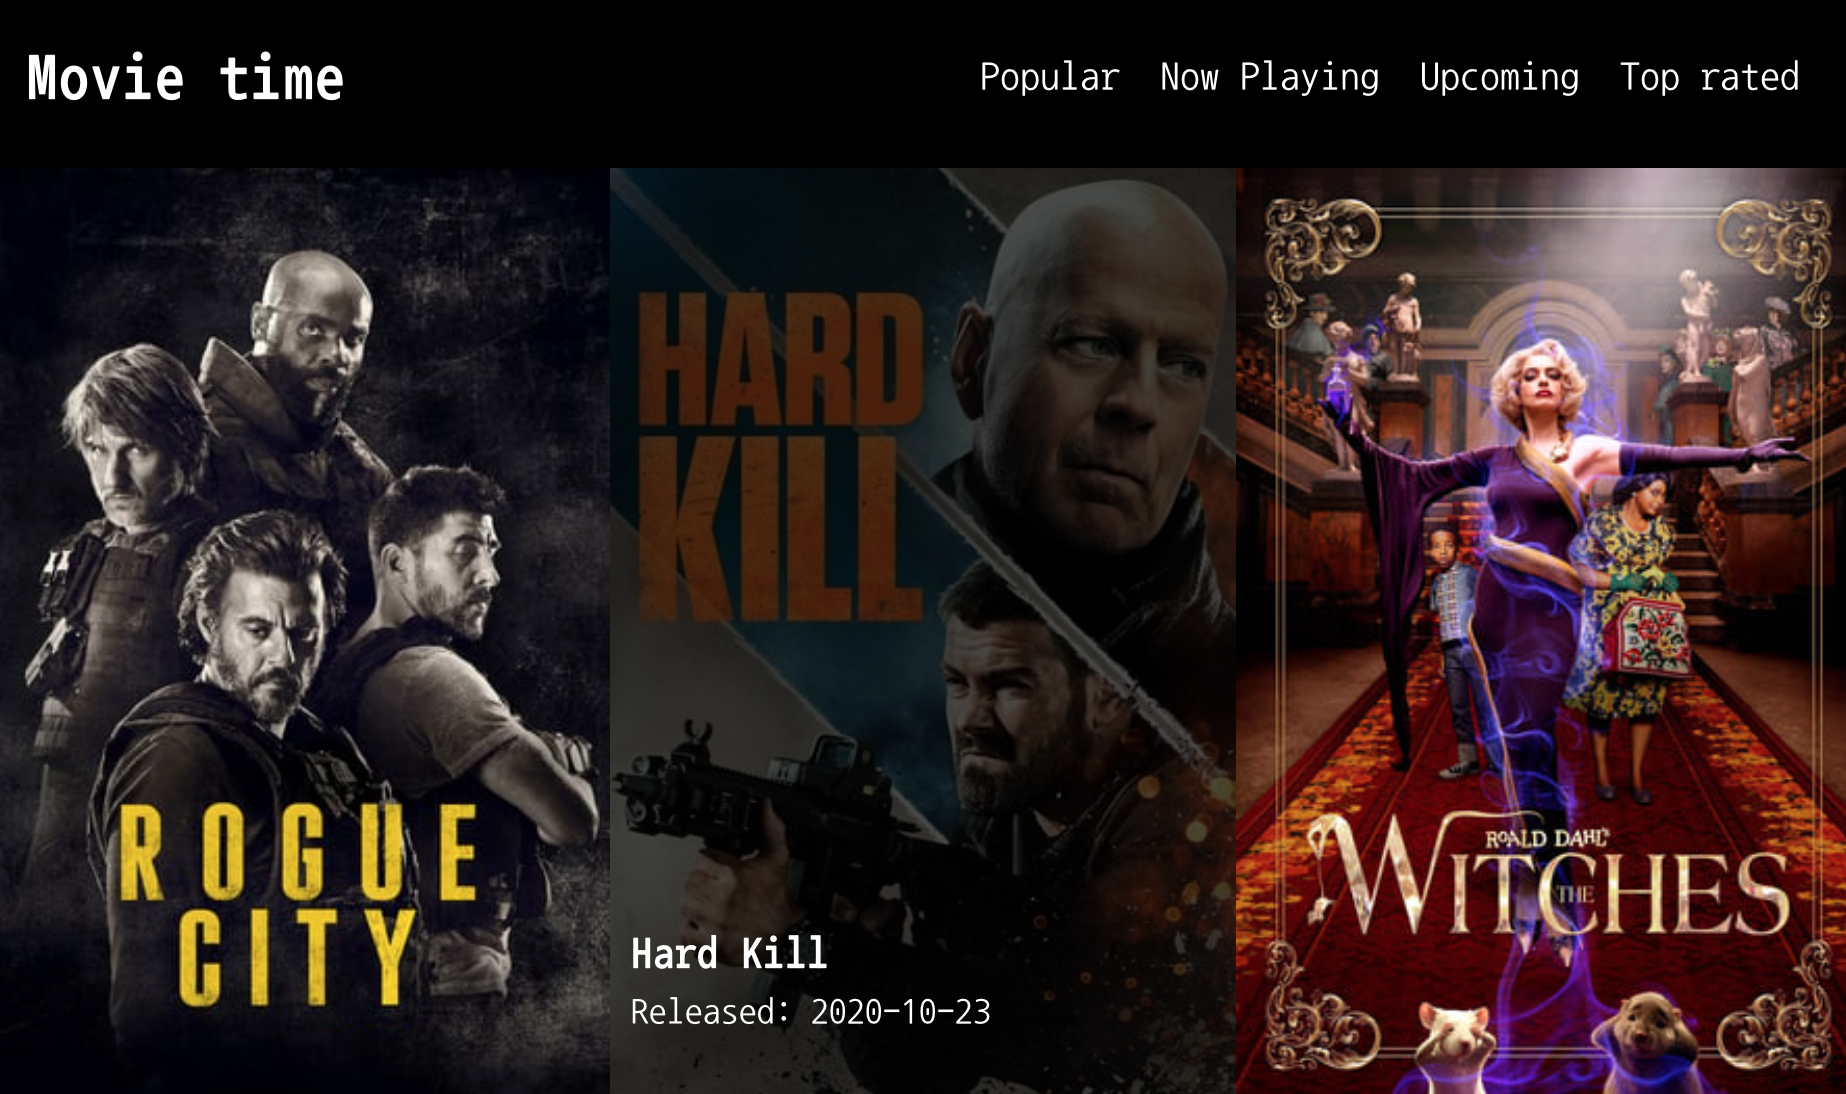 Movie time
Popular Now Playing Upcoming Top rated
ROGUE
CITY
HARD
KILL
Hard Kill
Released: 2020-10-23
ROALD DAHL'S
THE
WITCHES